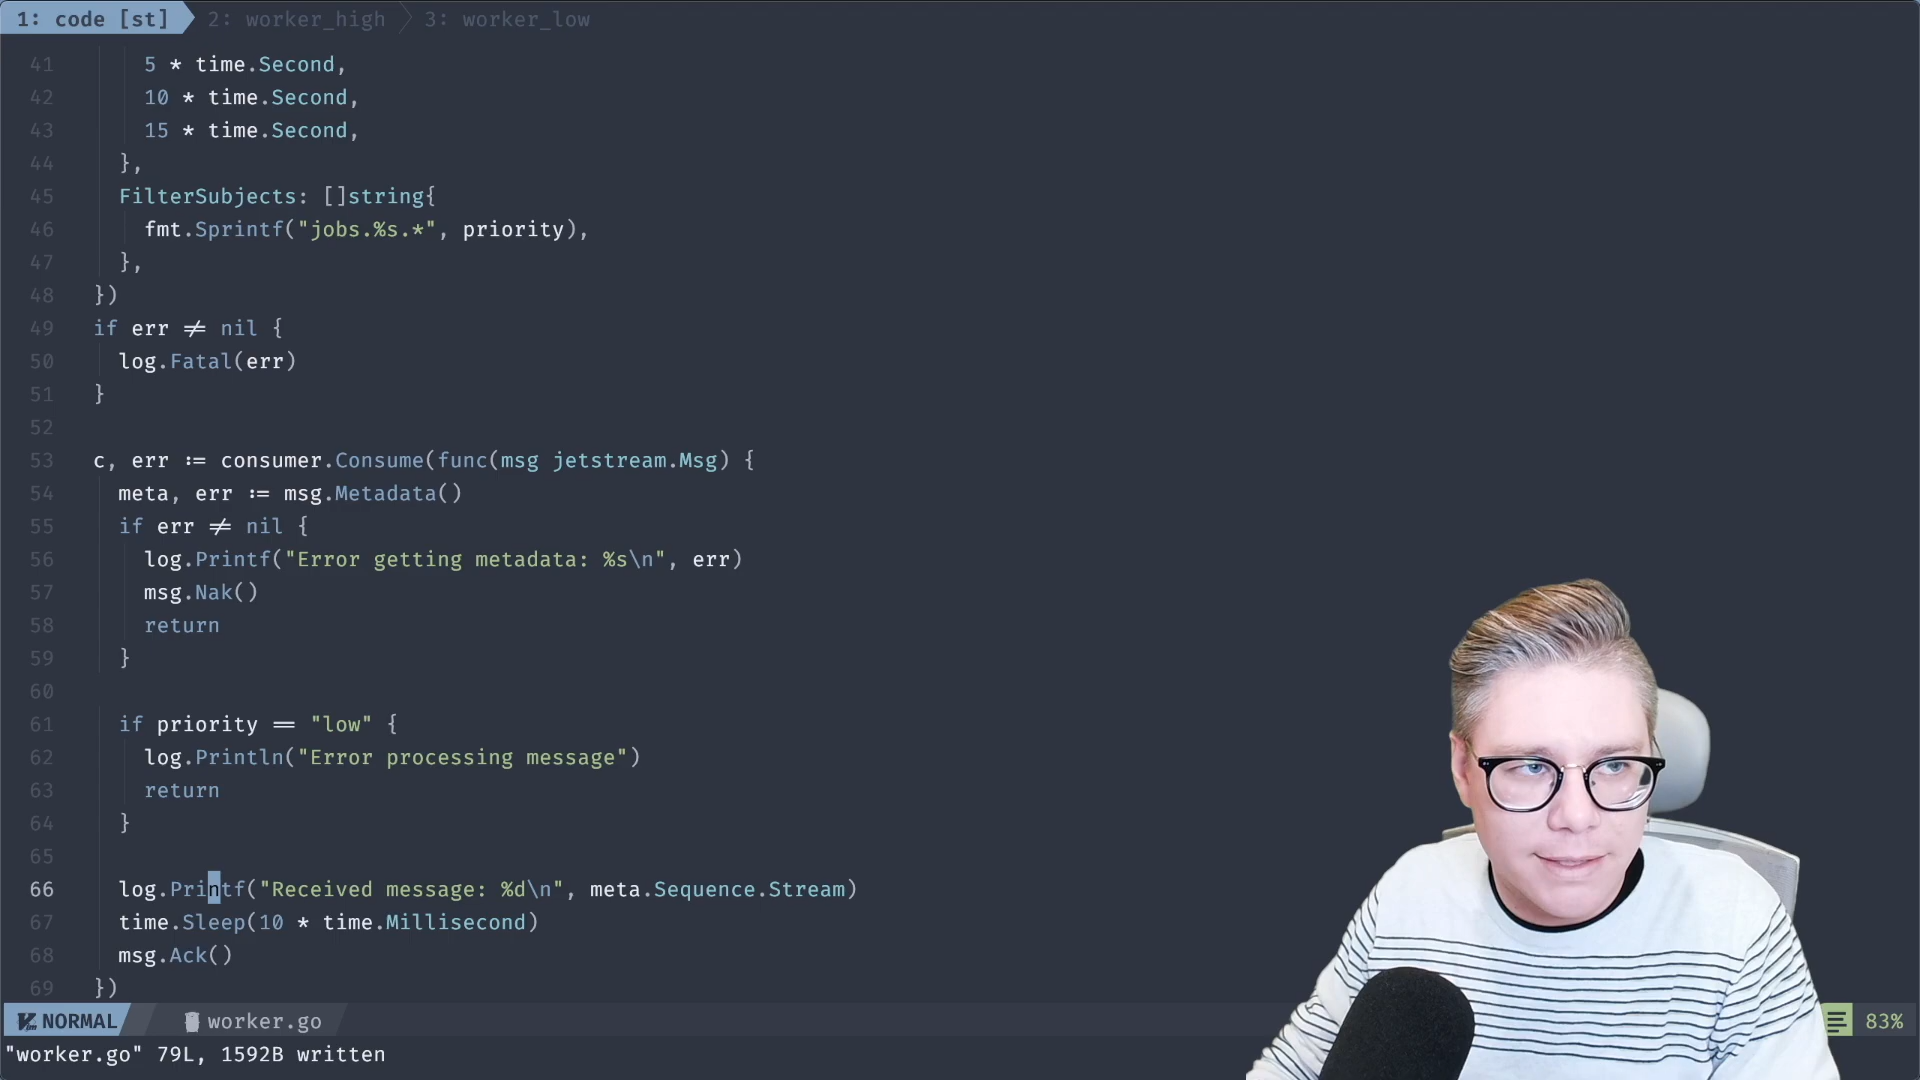 1: code [st] 2: worker_high 3: worker_low
41 5 * time.Second,
42 10 * time.Second,
43 15 * time.Second,
44 },
45 FilterSubjects: []string{
46 fmt.Sprintf("jobs.%s.*", priority),
47 },
48 })
49 if err ≠ nil {
50 log.Fatal(err)
51 }
52
53 c, err := consumer.Consume(func(msg jetstream.Msg) {
54 meta, err := msg.Metadata()
55 if err ≠ nil {
56 log.Printf("Error getting metadata: %s\n", err)
57 msg.Nak()
58 return
59 }
60
61 if priority == "low" {
62 log.Println("Error processing message")
63 return
64 }
65
66 log.Printf("Received message: %d\n", meta.Sequence.Stream)
67 time.Sleep(10 * time.Millisecond)
68 msg.Ack()
69 })
NORMAL worker.go 83%
"worker.go" 79L, 1592B written